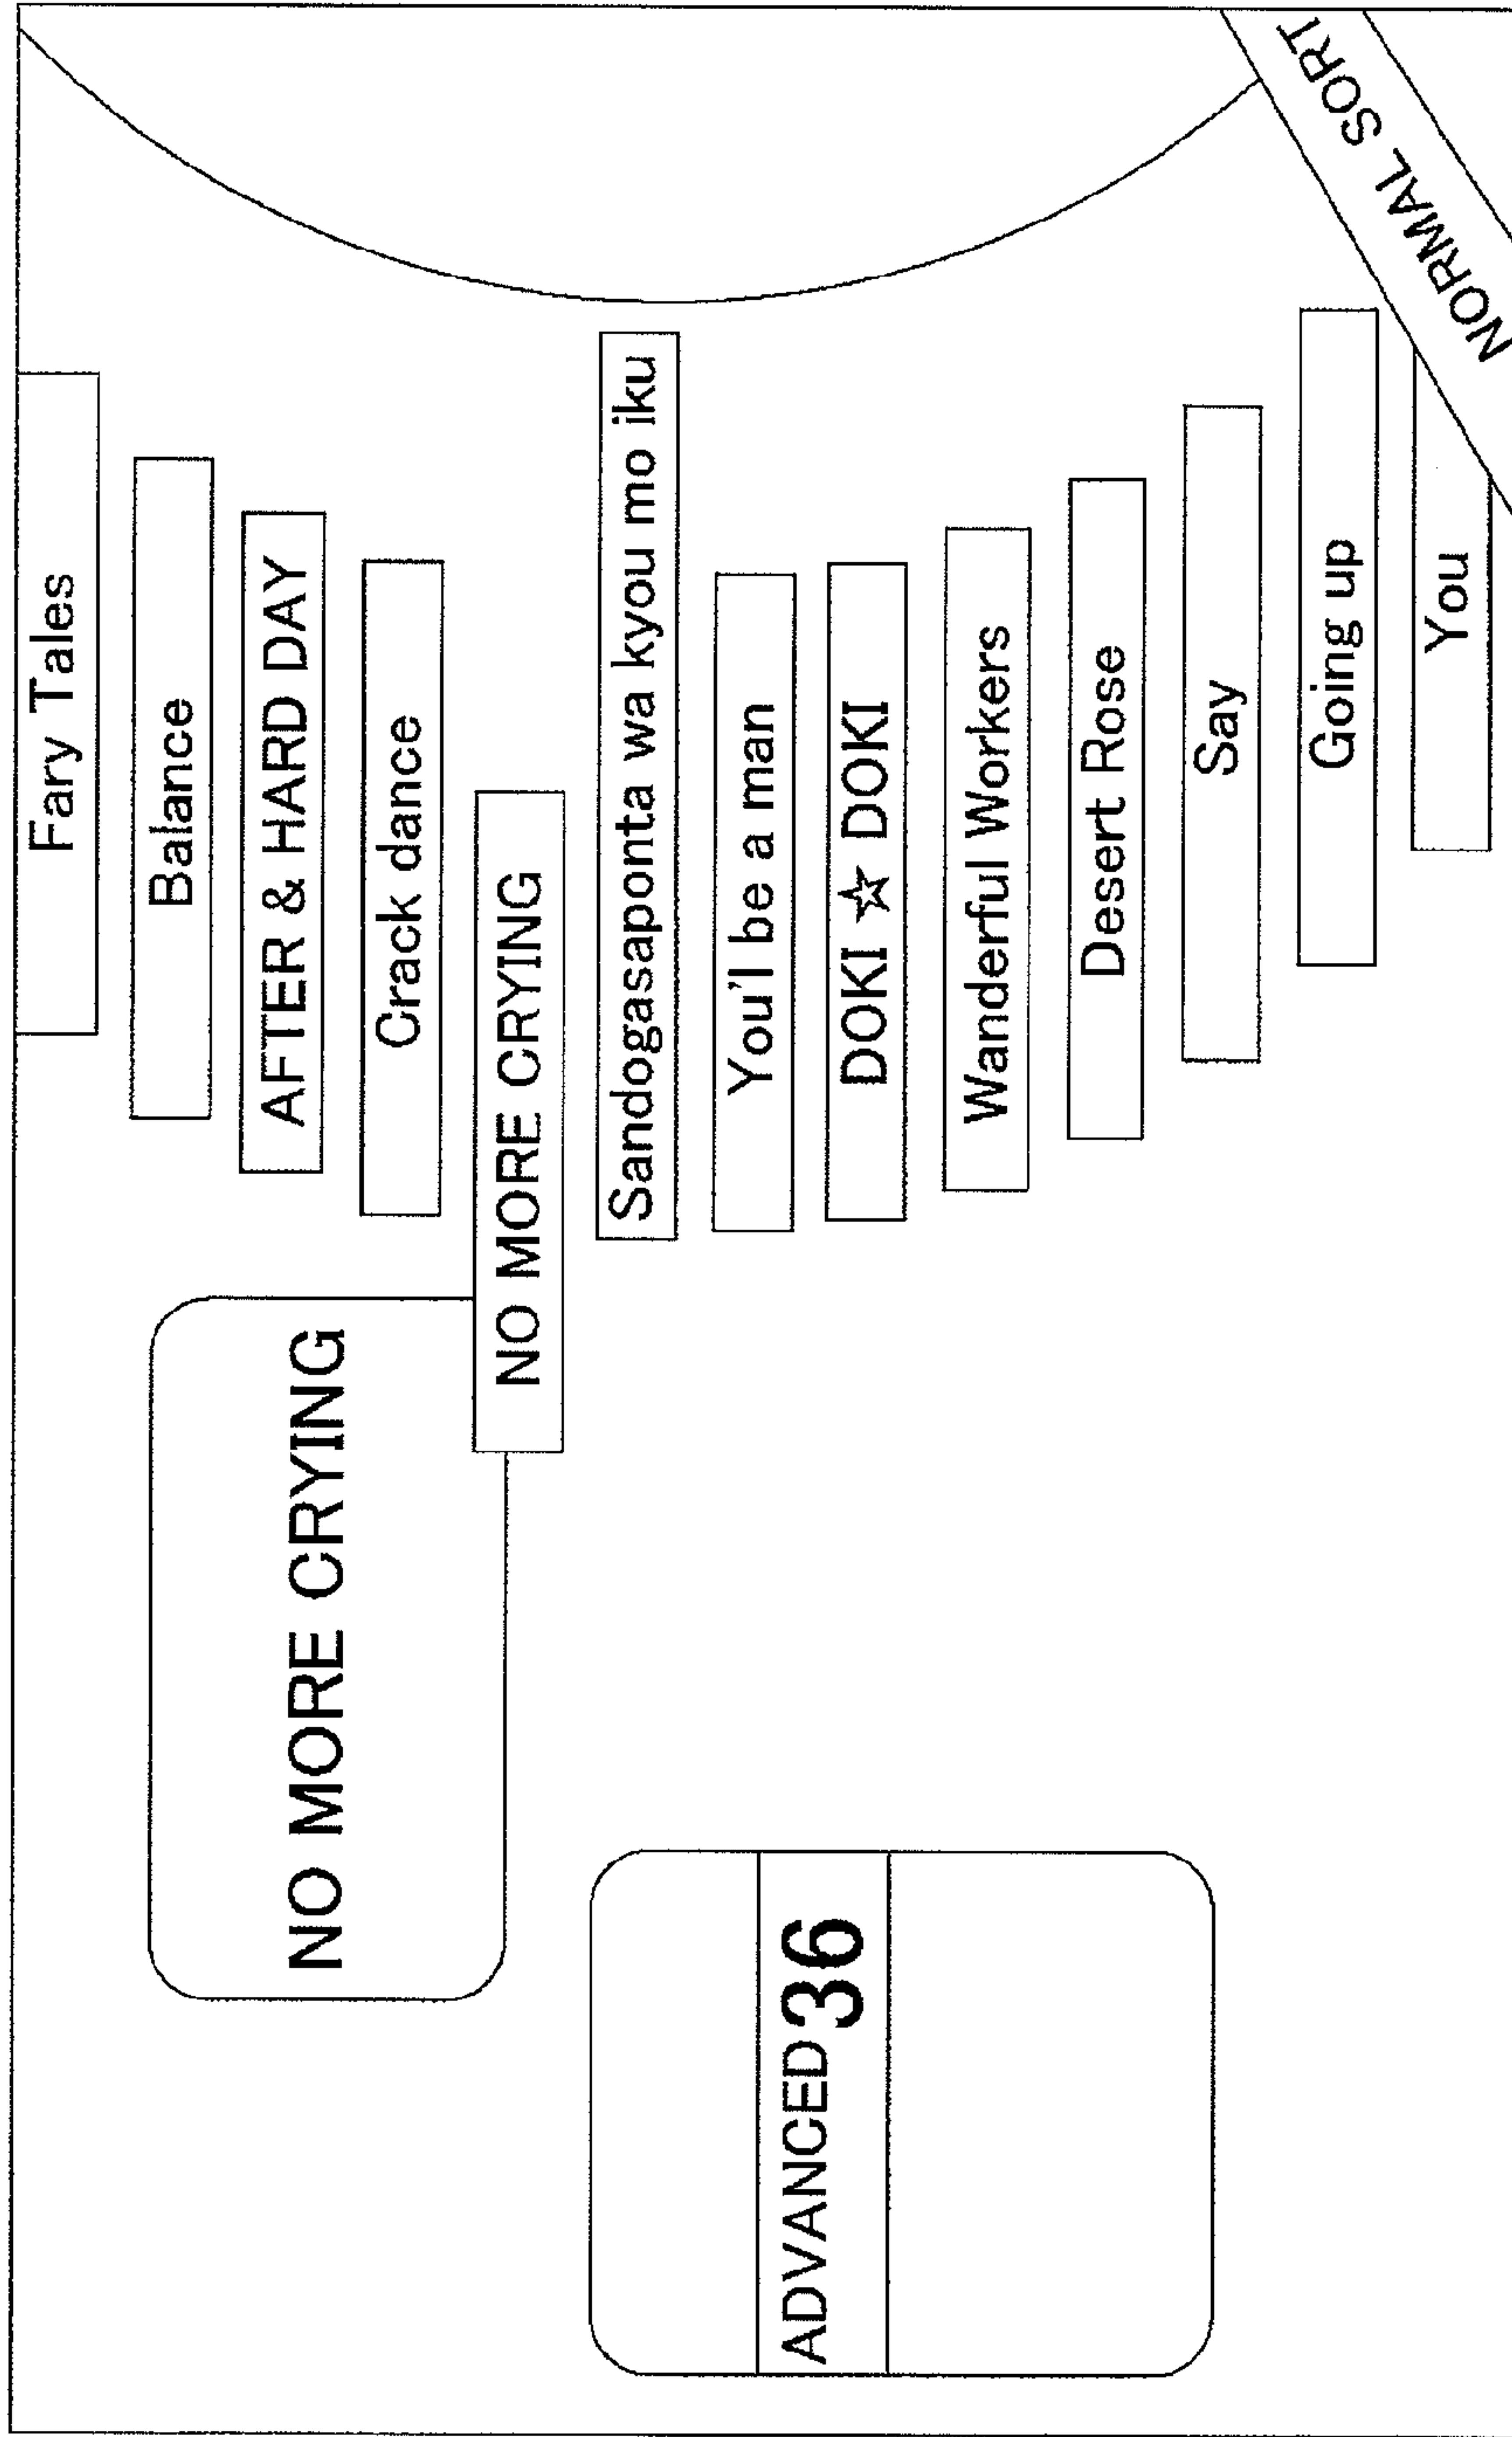 Fary Tales
Balance
AFTER & HARD DAY
Crack dance
NO MORE CRYING
NO MORE CRYING
Sandogasaponta wa kyou mo iku
You'll be a man
DOKI ☆ DOKI
Wanderful Workers
Desert Rose
Say
Going up
You
ADVANCED 36
NORMAL SORT